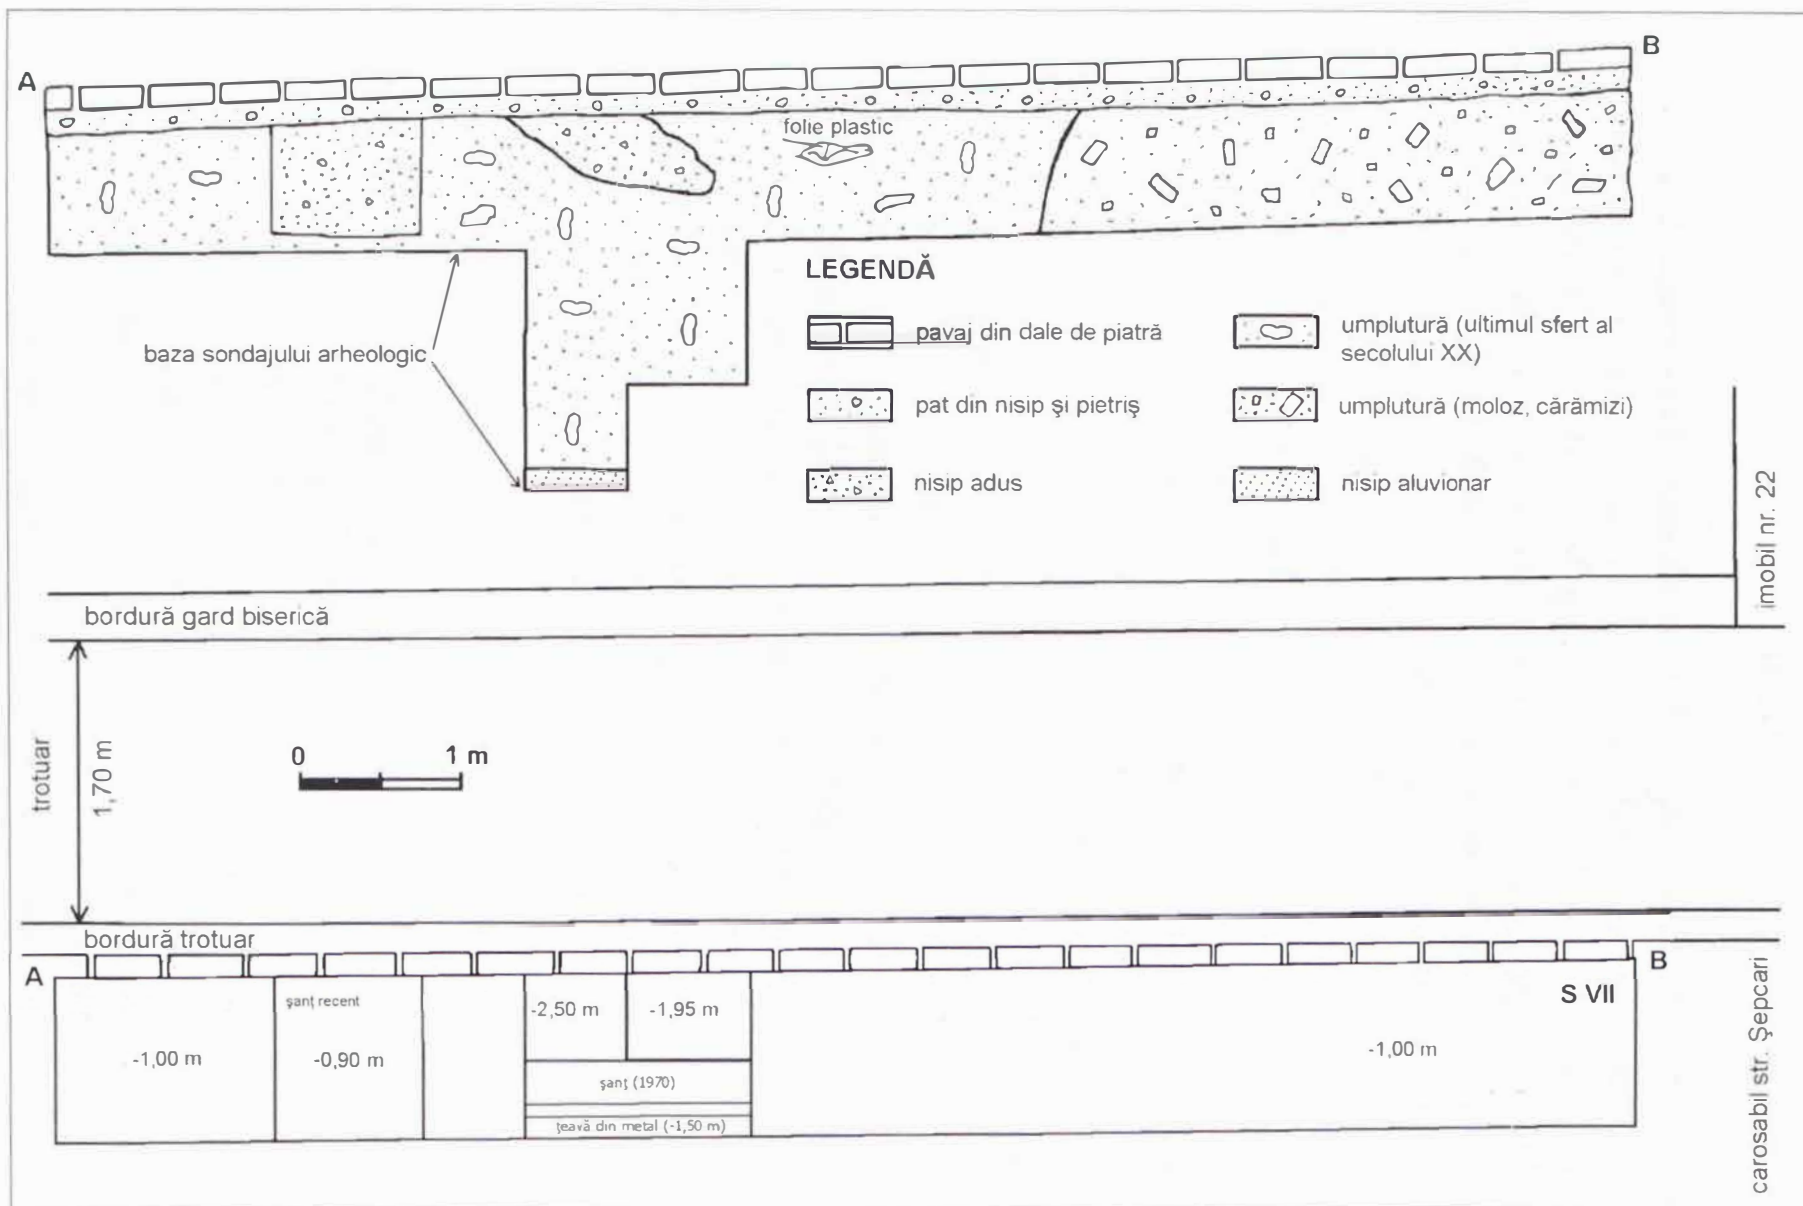 A
B
folie plastic
baza sondajului arheologic
LEGENDĂ
pavaj din dale de piatră
umplutură (ultimul sfert al
secolului XX)
pat din nisip şi pietriş
umplutură (moloz, cărămizi)
nisip adus
nisip aluvionar
imobil nr. 22
bordură gard biserică
trotuar
1,70 m
0 1 m
bordură trotuar
A
B
şanţ recent
S VII
-2,50 m
-1,95 m
-1,00 m
-0,90 m
-1,00 m
şanţ (1970)
ţeavă din metal (-1,50 m)
carosabil str. Şepcari